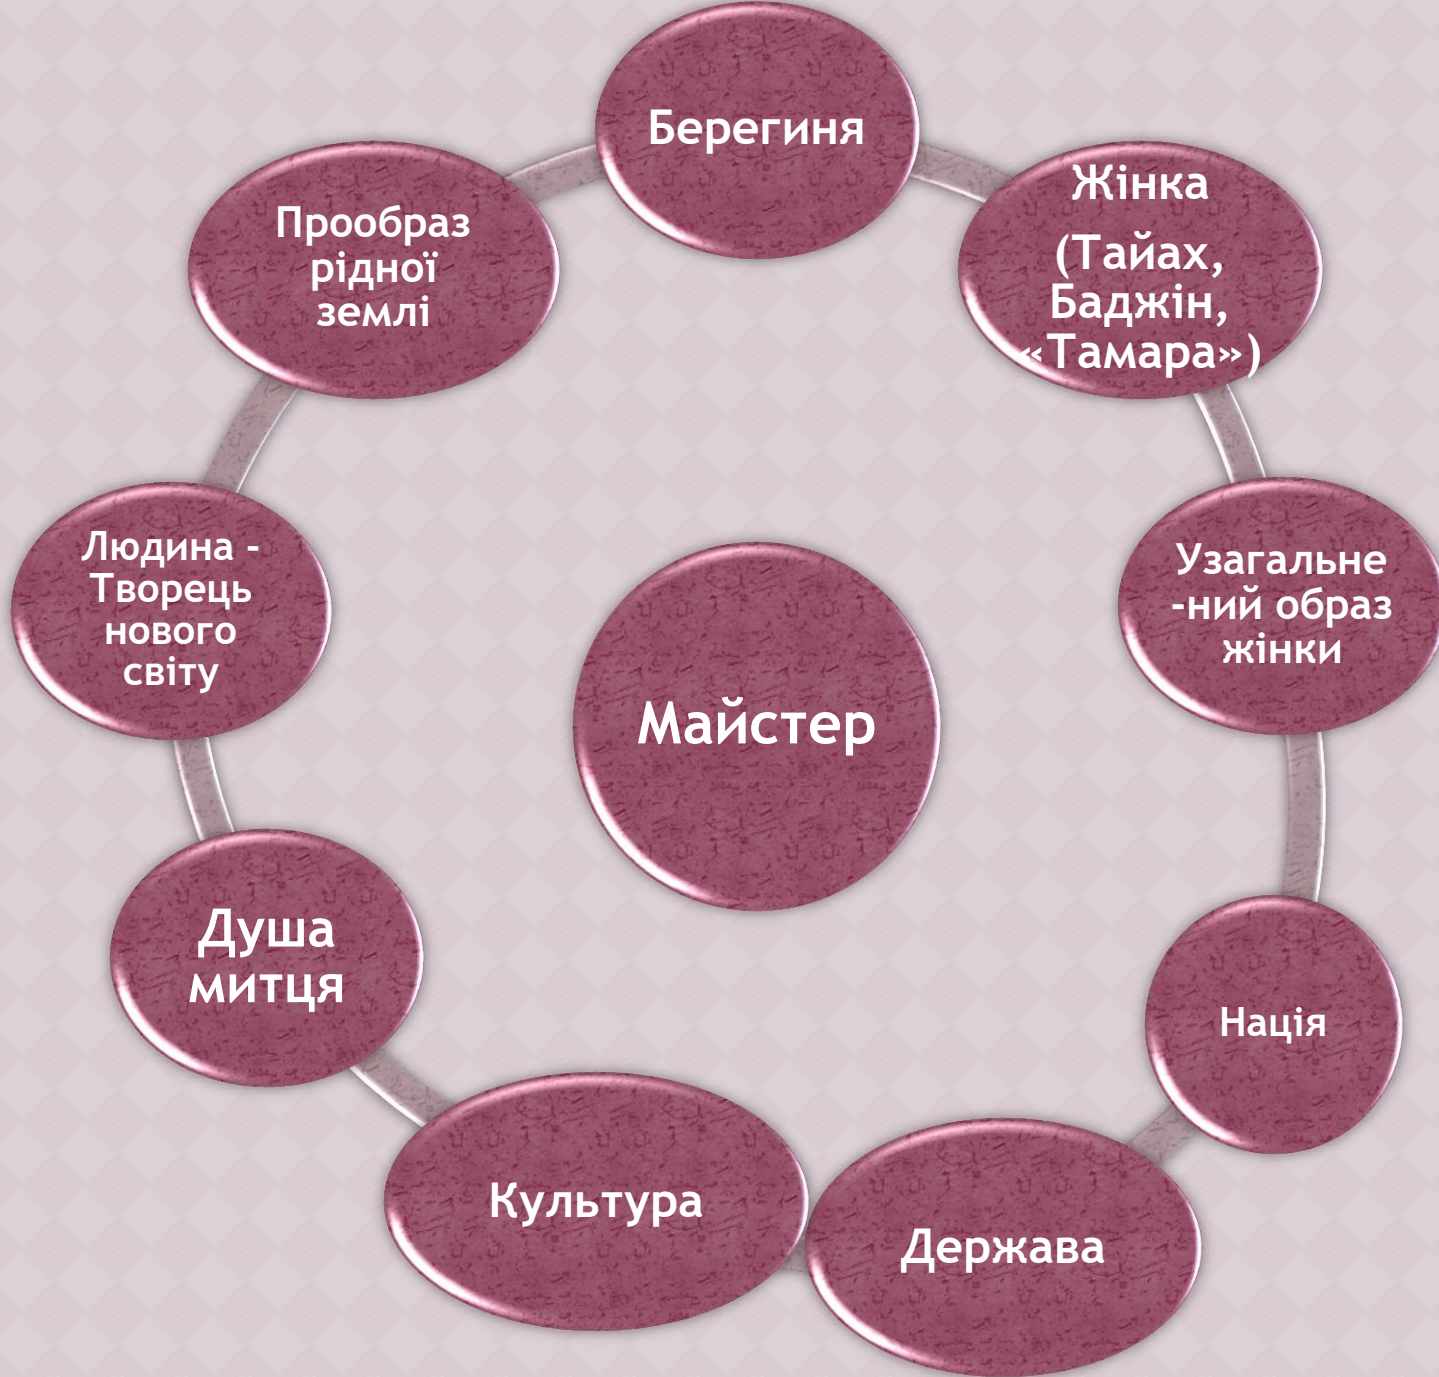 Берегиня
Жінка
(Тайах,
Баджін,
«Тамара»)
Узагальне
-ний образ
жінки
Нація
Держава
Культура
Душа
митця
Людина -
Творець
нового
світу
Прообраз
рідної
землі
Майстер